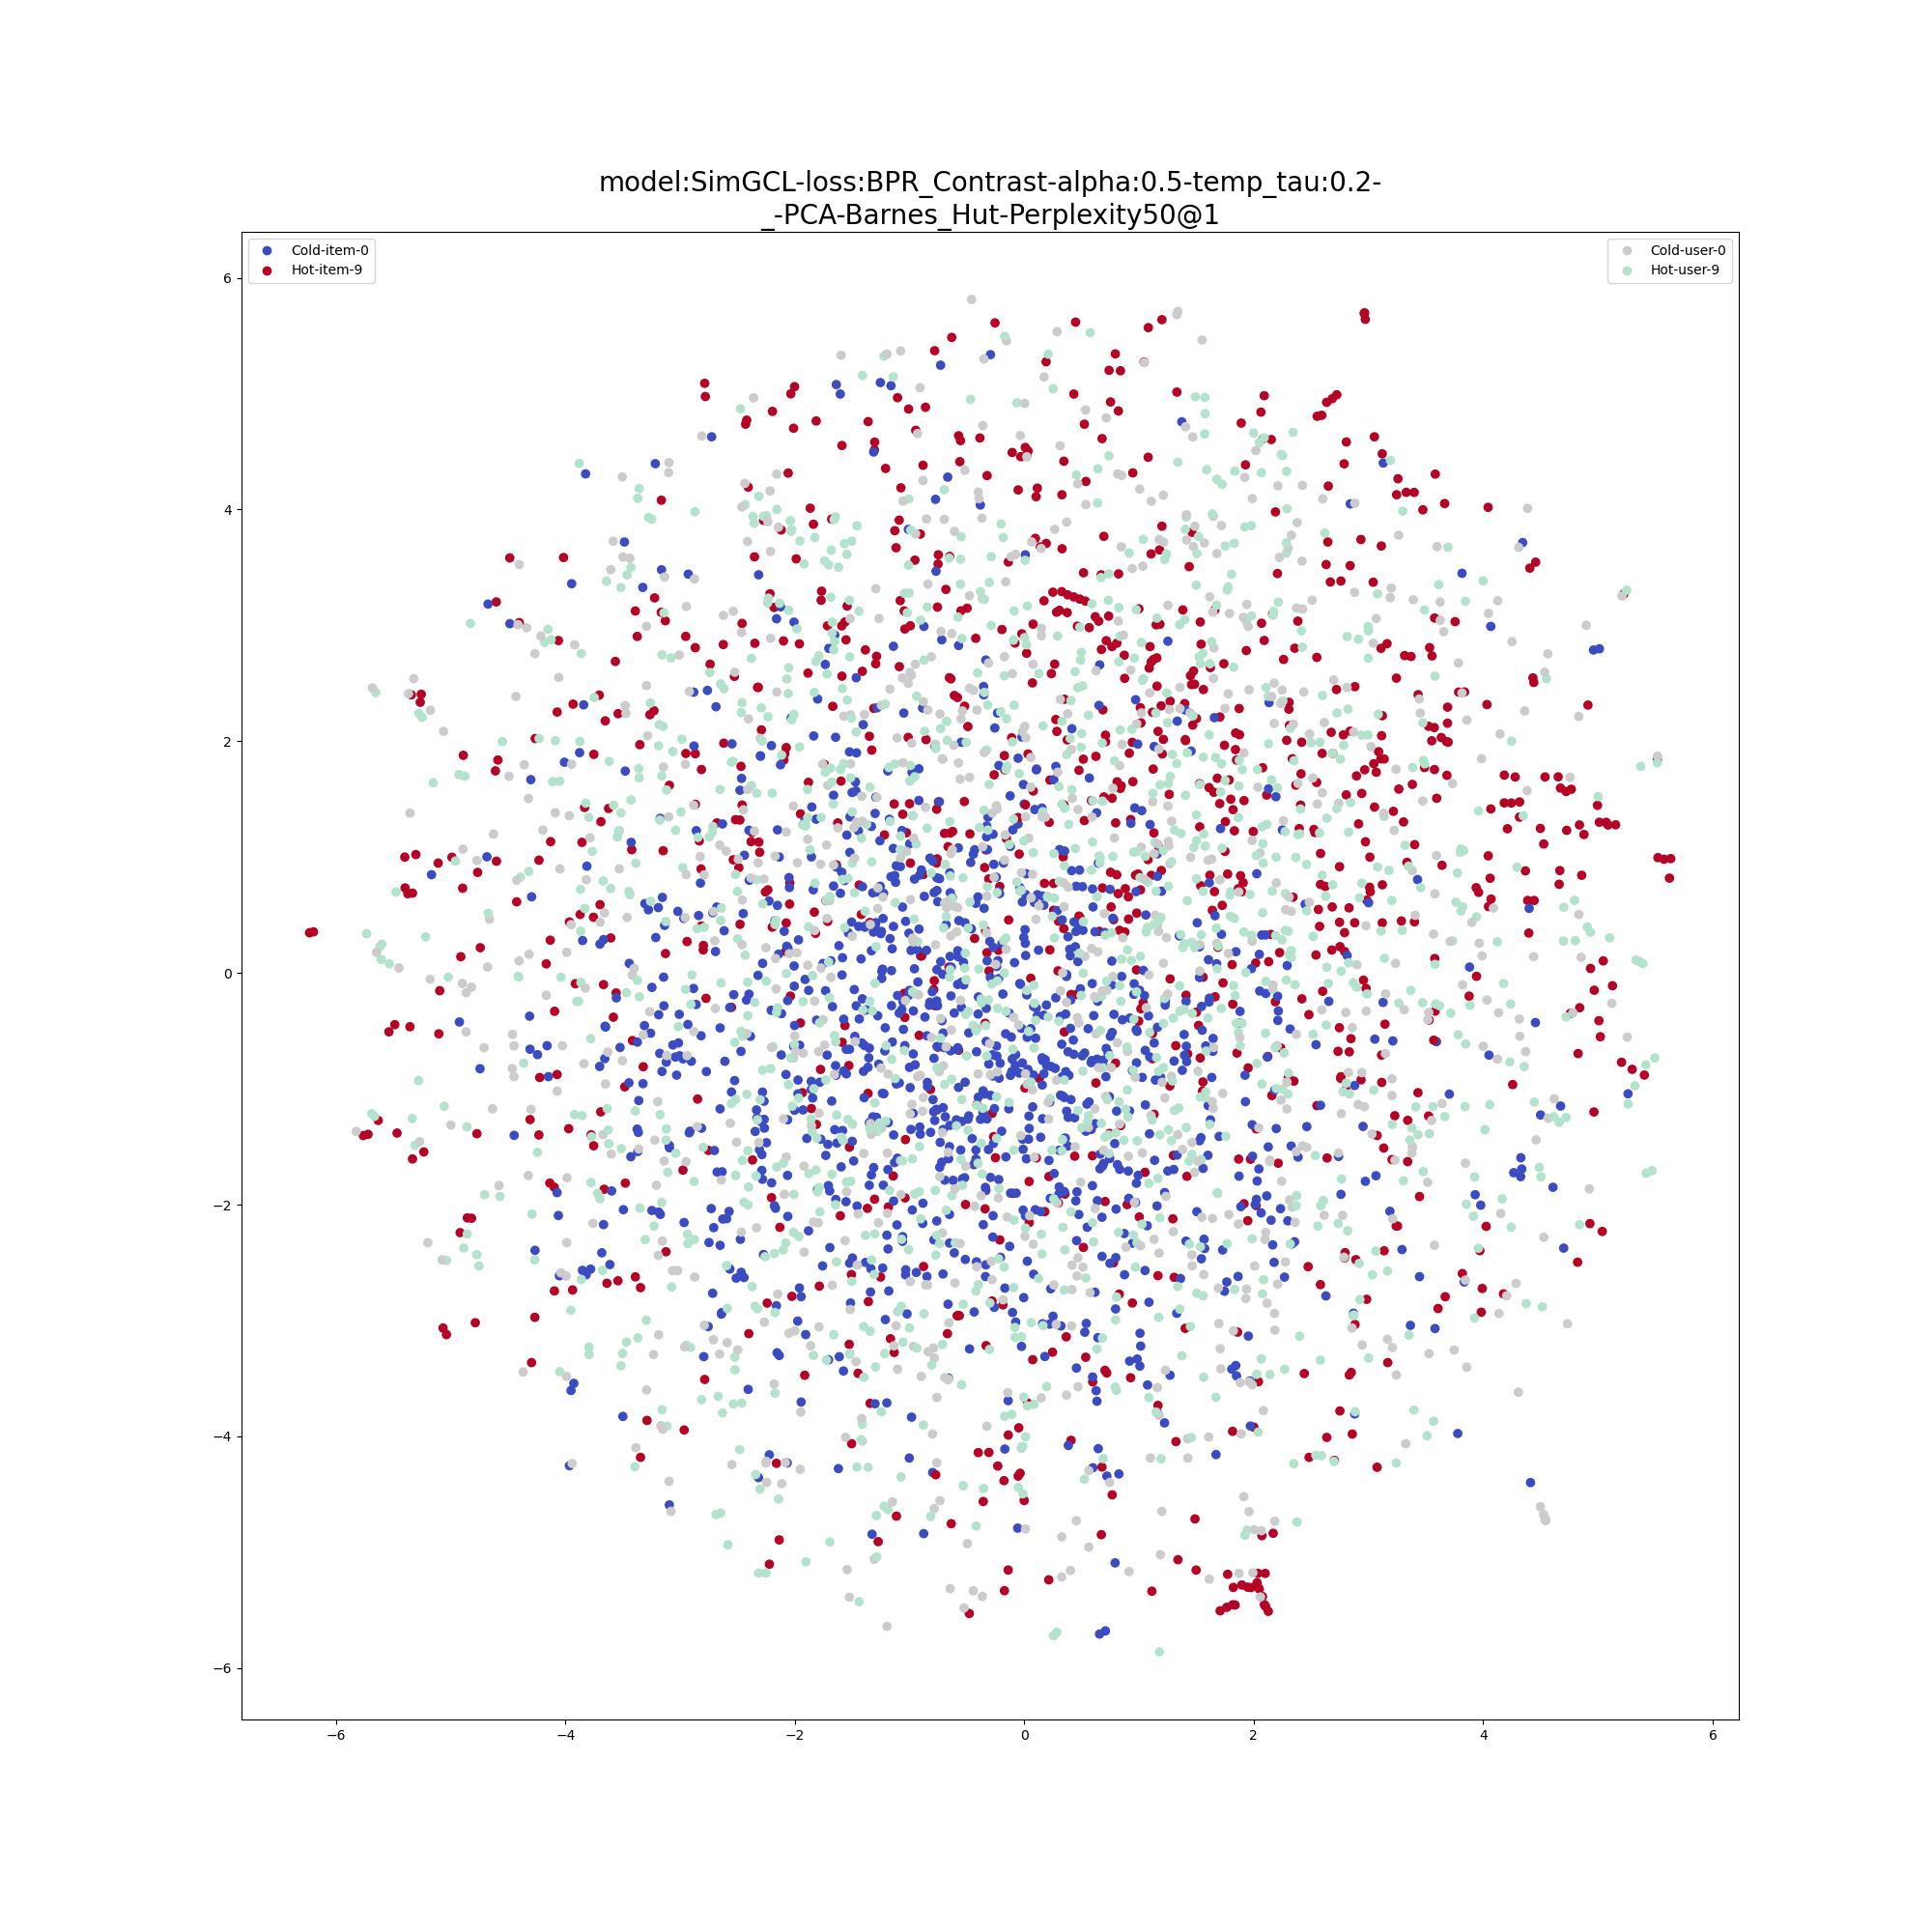 model:SimGCL-loss:BPR_Contrast-alpha:0.5-temp_tau:0.2-
_-PCA-Barnes_Hut-Perplexity50@1
Cold-item-0
Hot-item-9
Cold-user-0
Hot-user-9
6
4
2
0
−2
−4
−6
−6
−4
−2
0
2
4
6